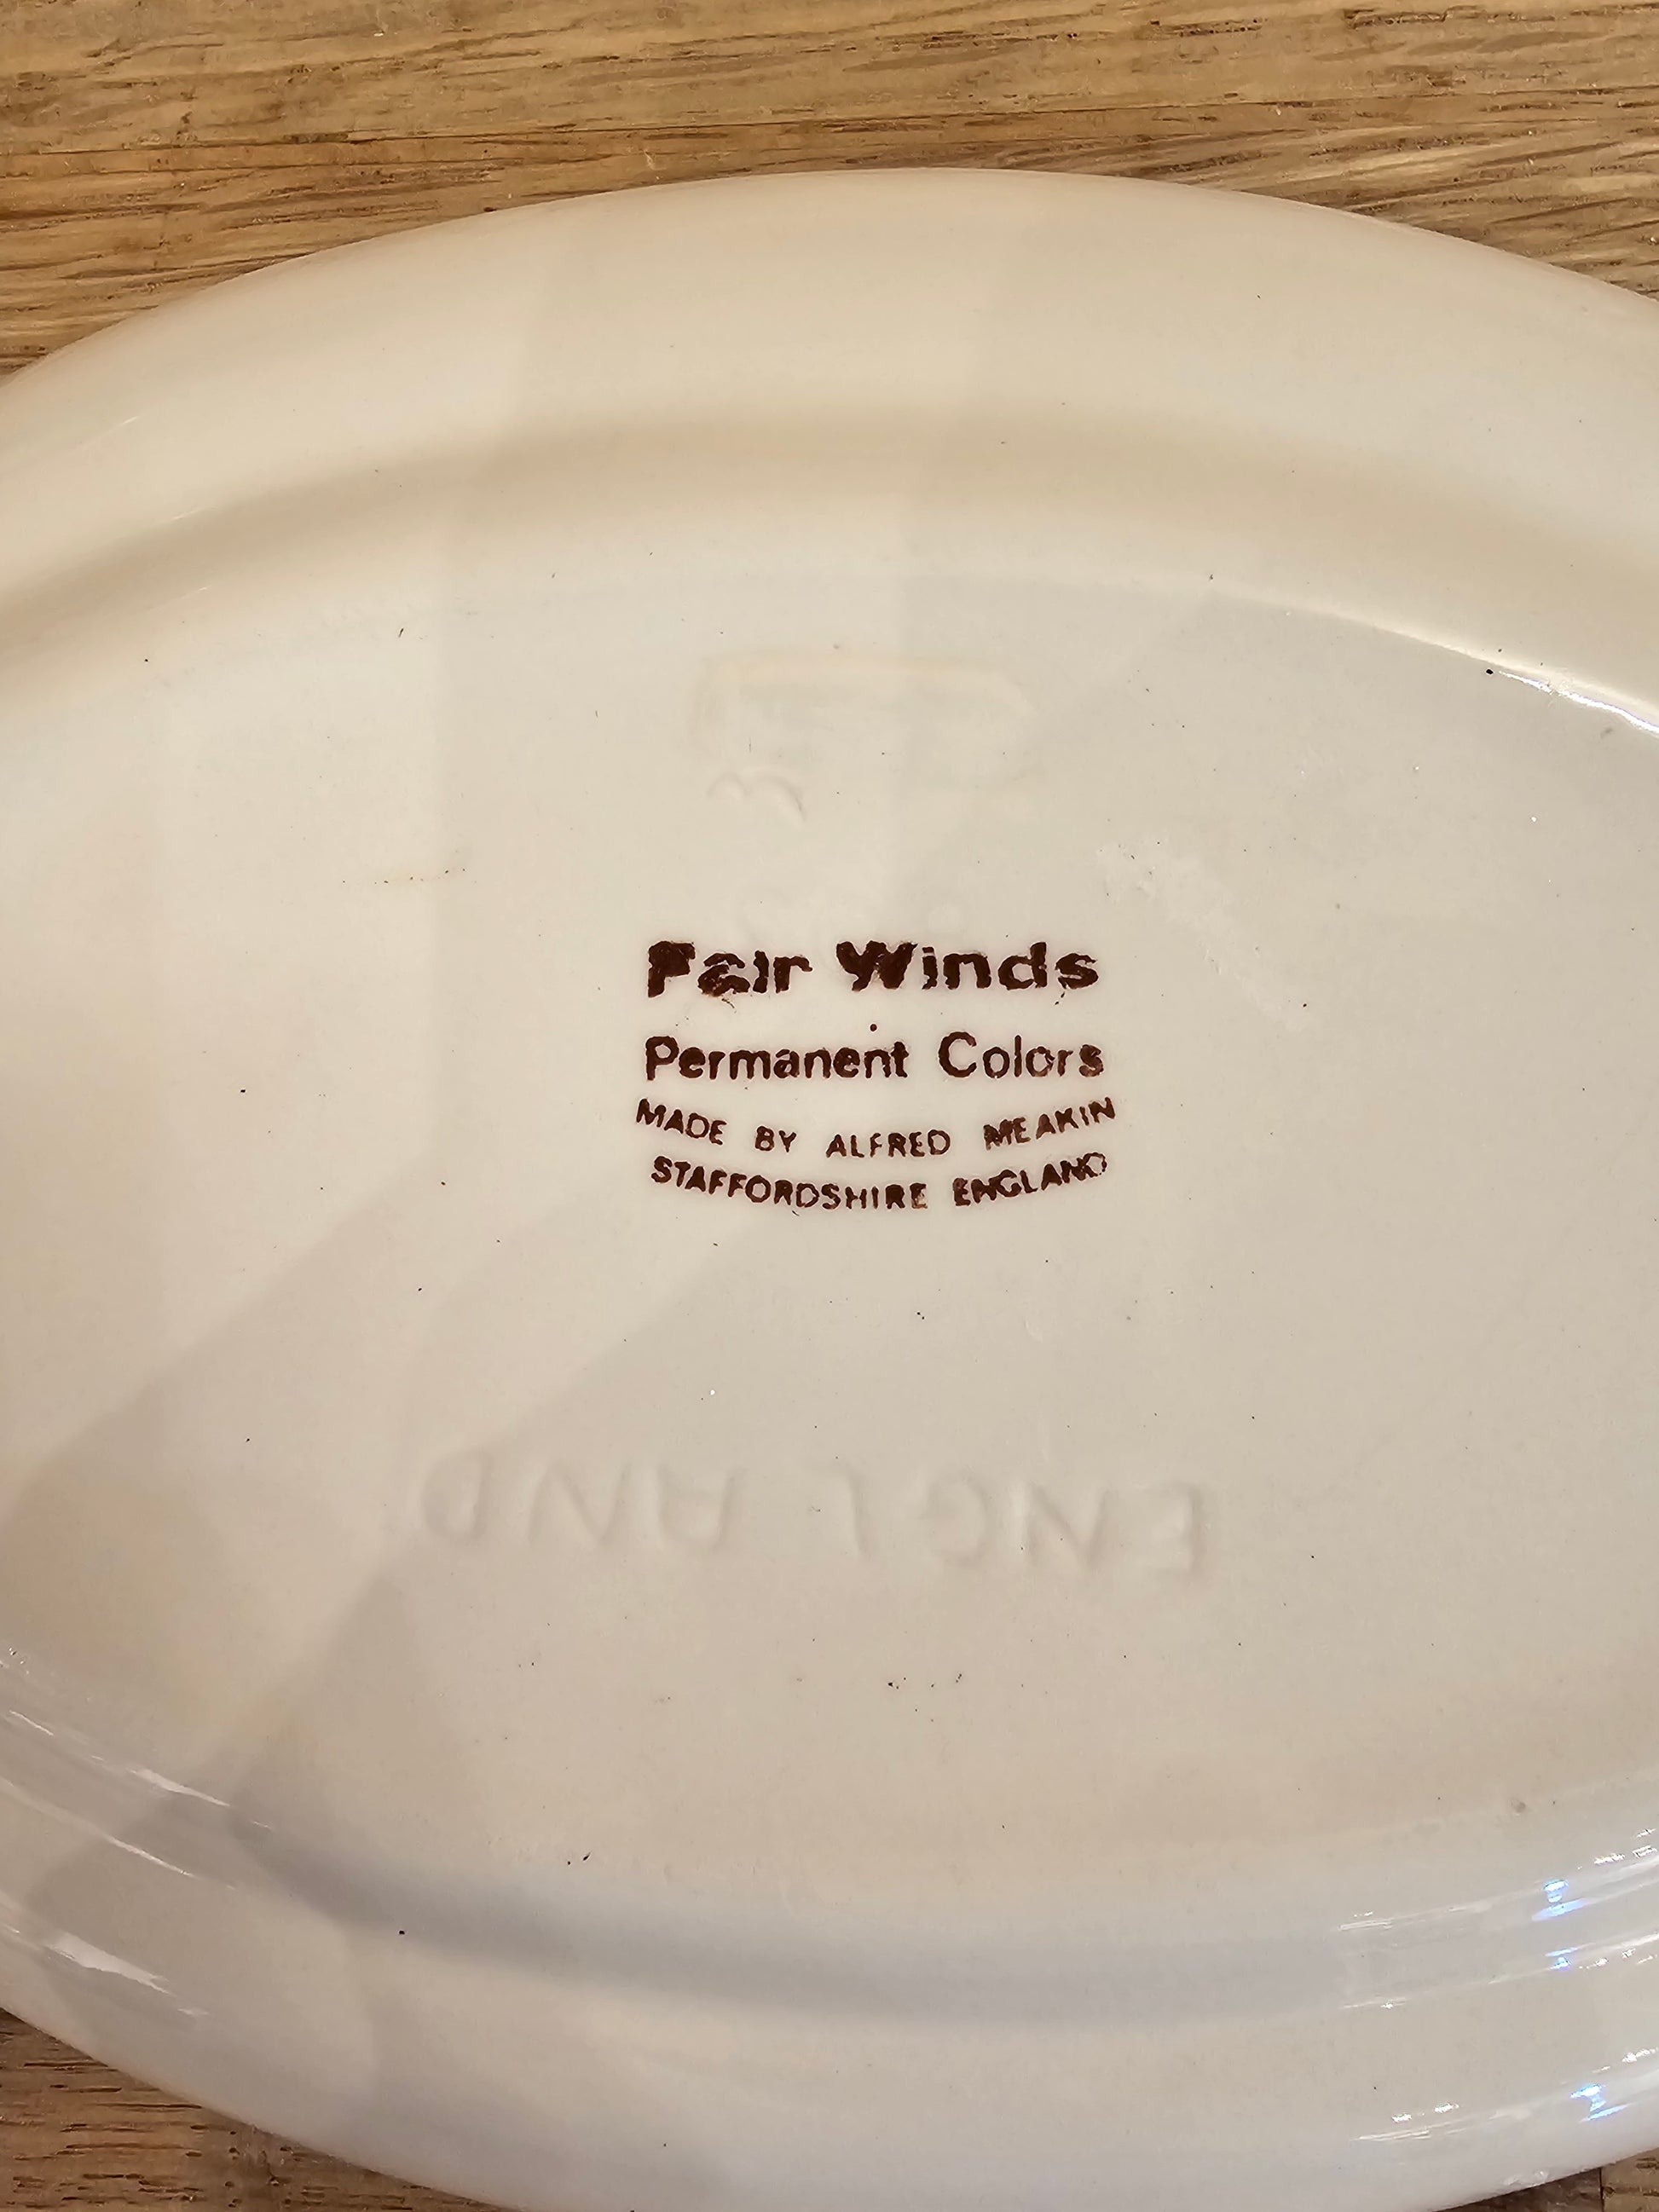 Fair Winds
Permanent Colors
MADE BY ALFRED MEAKIN
STAFFORDSHIRE ENGLAND
ENGLAND